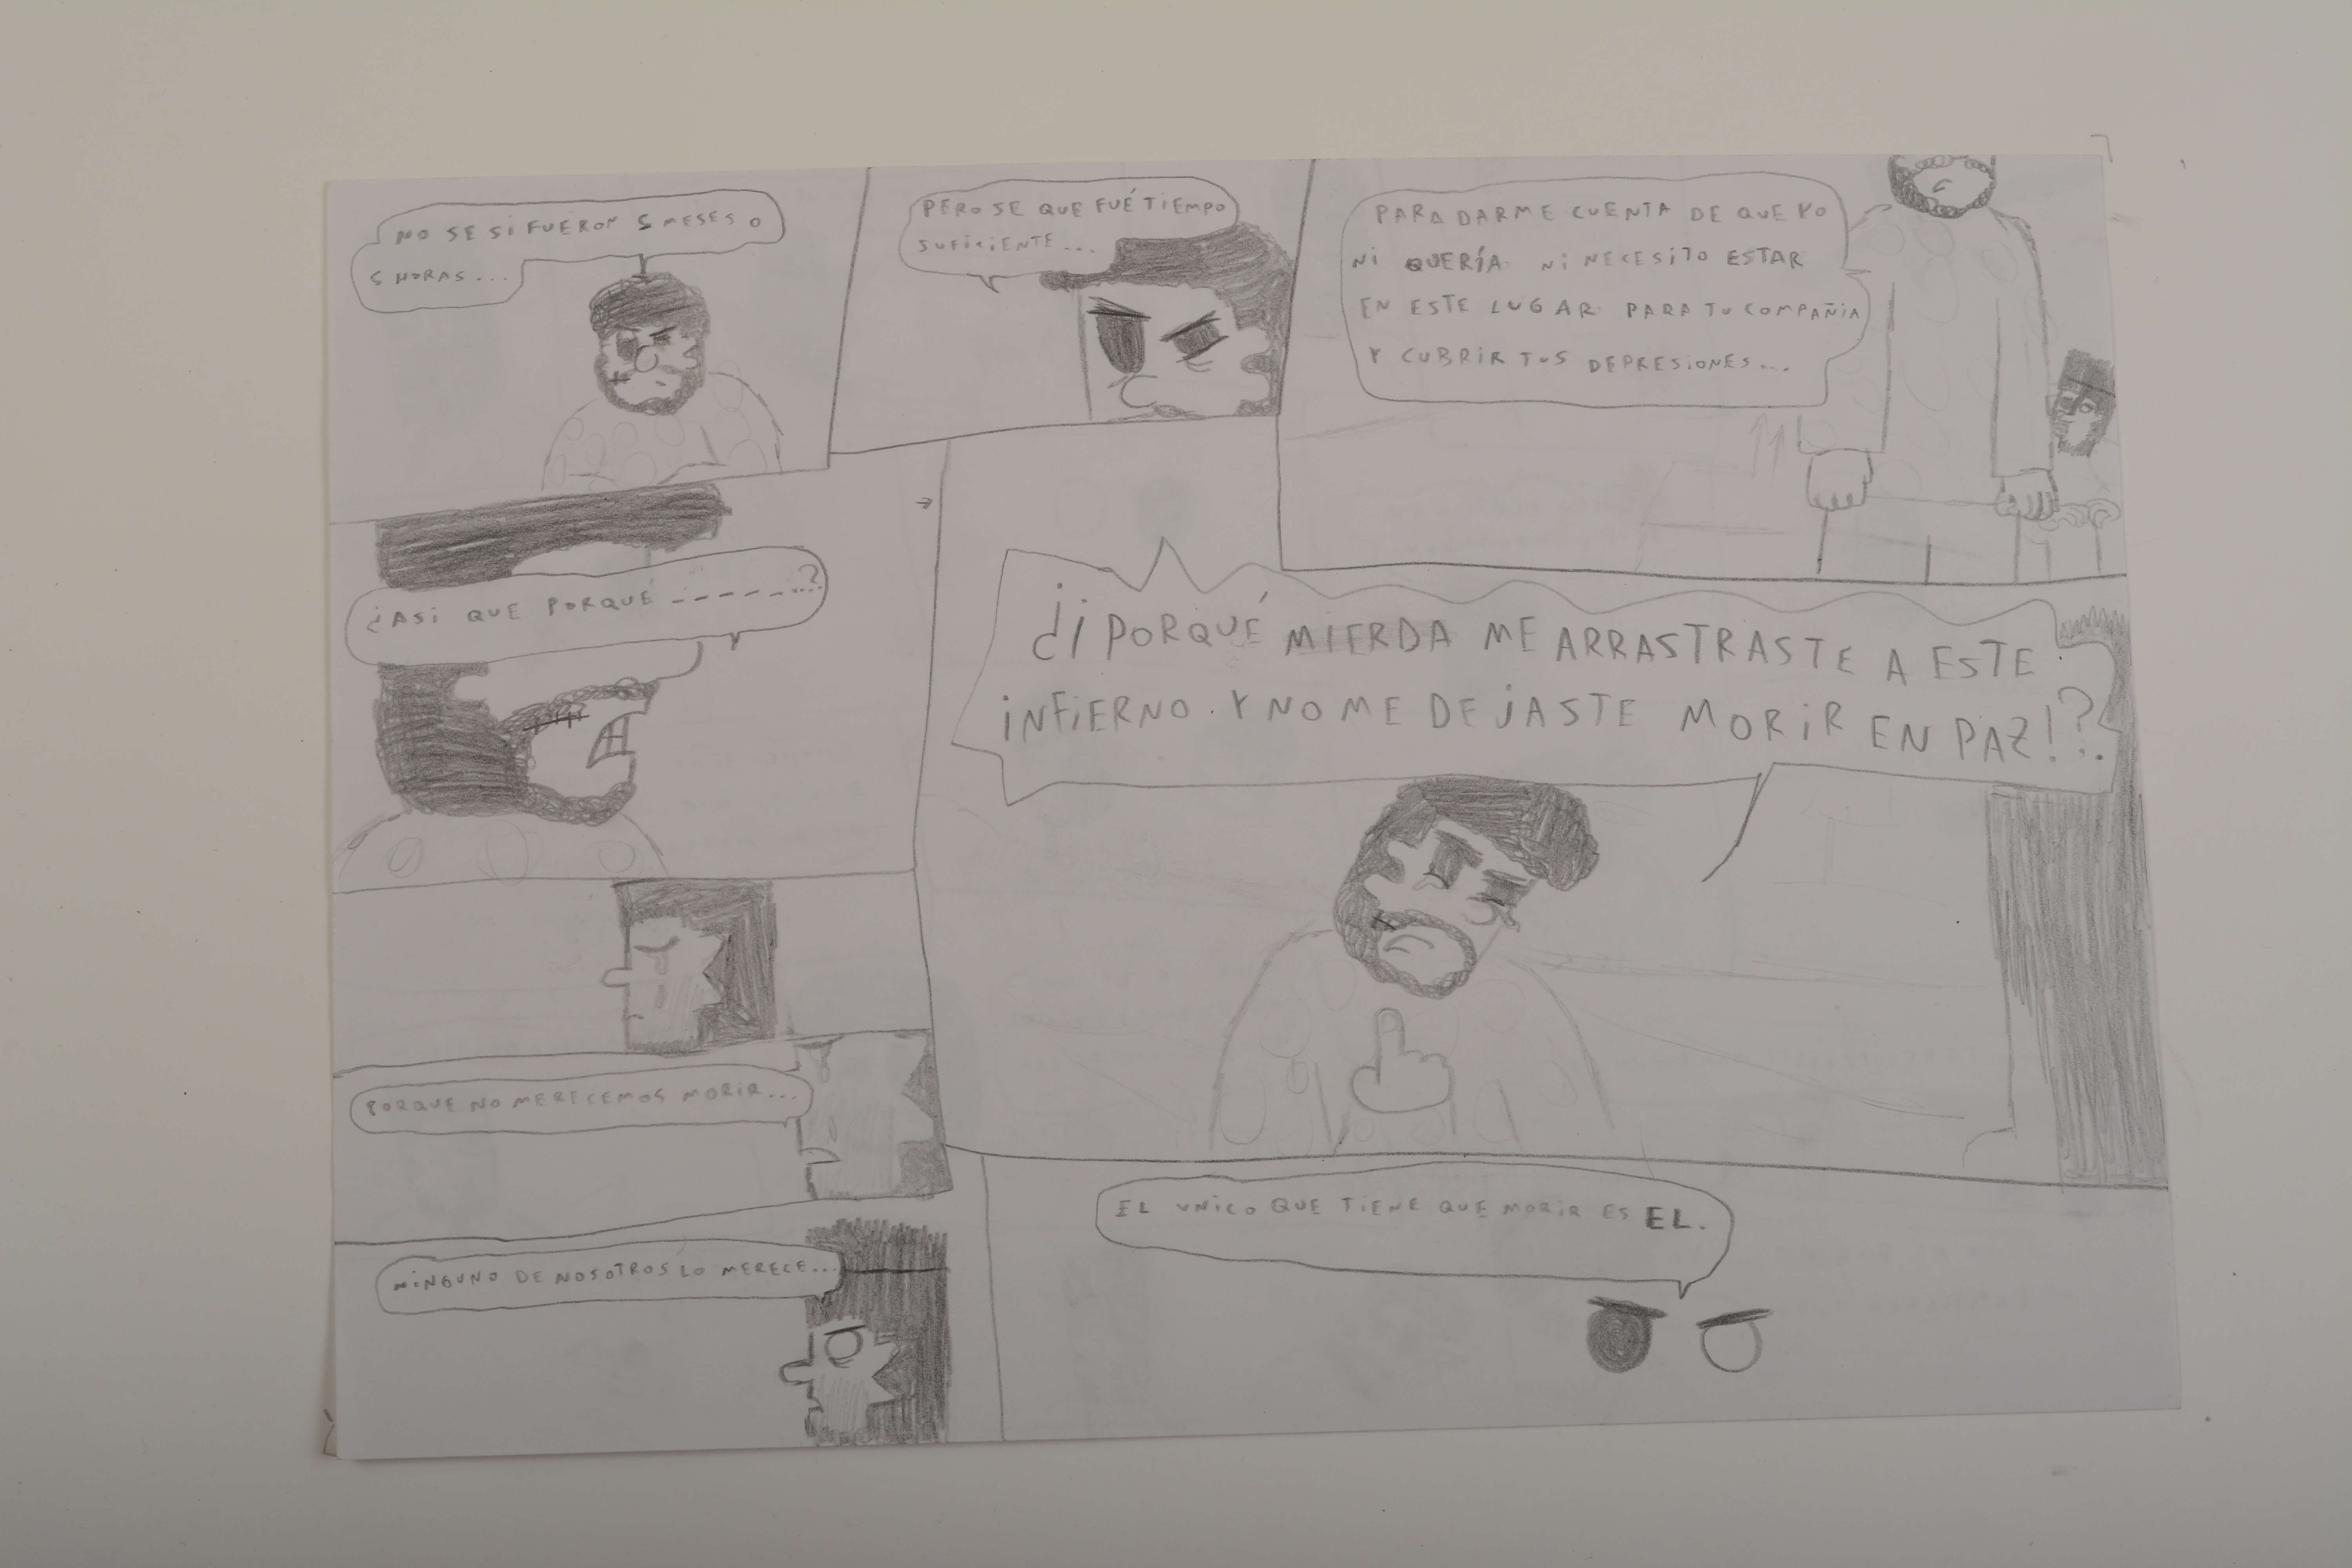 NO SE SI FUERON 5 MESES O
5 HORAS...
PERO SE QUE FUÉ TIEMPO
SUFICIENTE...
PARA DARME CUENTA DE QUE YO
NI QUERÍA NI NECESITO ESTAR
EN ESTE LUGAR PARA TU COMPAÑIA
Y CUBRIR TUS DEPRESIONES...
¿ASI QUE PORQUÉ -------...?
¿¡PORQUÉ MIERDA ME ARRASTRASTE A ESTE
INFIERNO Y NO ME DEJASTE MORIR EN PAZ!?
PORQUE NO MERECEMOS MORIR...
NINGUNO DE NOSOTROS LO MERECE...
EL UNICO QUE TIENE QUE MORIR ES EL.